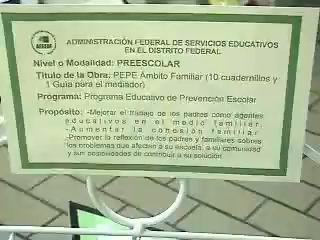 ADMINISTRACIÓN FEDERAL DE SERVICIOS EDUCATIVOS
EN EL DISTRITO FEDERAL
Nivel o Modalidad: PREESCOLAR
Título de la Obra: PEPE Ámbito Familiar (10 cuadernillos y
1 Guía para el mediador)
Programa: Programa Educativo de Prevención Escolar
Propósito: -Mejorar el trabajo de los padres como agentes
educativos en el medio familiar.
-Aumentar la cohesión familiar
-Promover la reflexión de los padres y familiares sobre
los problemas que afectan a su escuela, a su comunidad
y sus posibilidades de contribuir a su solución.